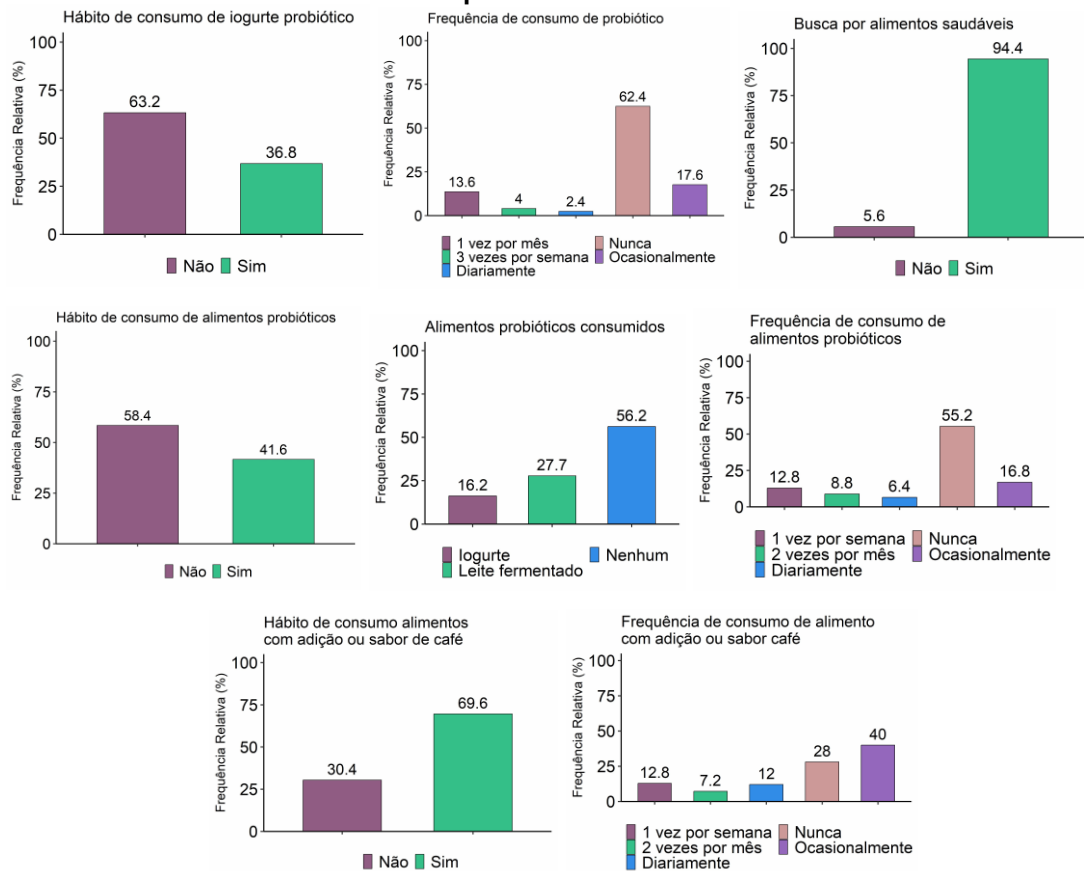 Hábito de consumo de iogurte probiótico
Frequência Relativa (%)
100
75
50
25
0
63.2
36.8
Não Sim
Frequência de consumo de probiótico
Frequência Relativa (%)
100
75
50
25
0
13.6
4
2.4
62.4
17.6
1 vez por mês Nunca
3 vezes por semana Ocasionalmente
Diariamente
Busca por alimentos saudáveis
Frequência Relativa (%)
100
75
50
25
0
5.6
94.4
Não Sim
Hábito de consumo de alimentos probióticos
Frequência Relativa (%)
100
75
50
25
0
58.4
41.6
Não Sim
Alimentos probióticos consumidos
Frequência Relativa (%)
100
75
50
25
0
16.2
27.7
56.2
Iogurte Nenhum
Leite fermentado
Frequência de consumo de
alimentos probióticos
Frequência Relativa (%)
100
75
50
25
0
12.8
8.8
6.4
55.2
16.8
1 vez por semana Nunca
2 vezes por mês Ocasionalmente
Diariamente
Hábito de consumo alimentos
com adição ou sabor de café
Frequência Relativa (%)
100
75
50
25
0
30.4
69.6
Não Sim
Frequência de consumo de alimento
com adição ou sabor café
Frequência Relativa (%)
100
75
50
25
0
12.8
7.2
12
28
40
1 vez por semana Nunca
2 vezes por mês Ocasionalmente
Diariamente